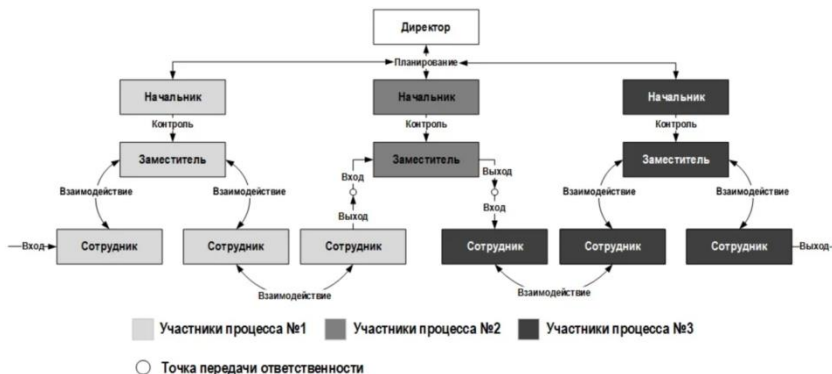 Директор
Планирование
Начальник
Начальник
Начальник
Контроль
Контроль
Контроль
Заместитель
Заместитель
Заместитель
Взаимодействие
Взаимодействие
Вход
Выход
Взаимодействие
Взаимодействие
Выход
Вход
Вход
Сотрудник
Сотрудник
Сотрудник
Сотрудник
Сотрудник
Сотрудник
Выход
Взаимодействие
Взаимодействие
Участники процесса №1
Участники процесса №2
Участники процесса №3
Точка передачи ответственности